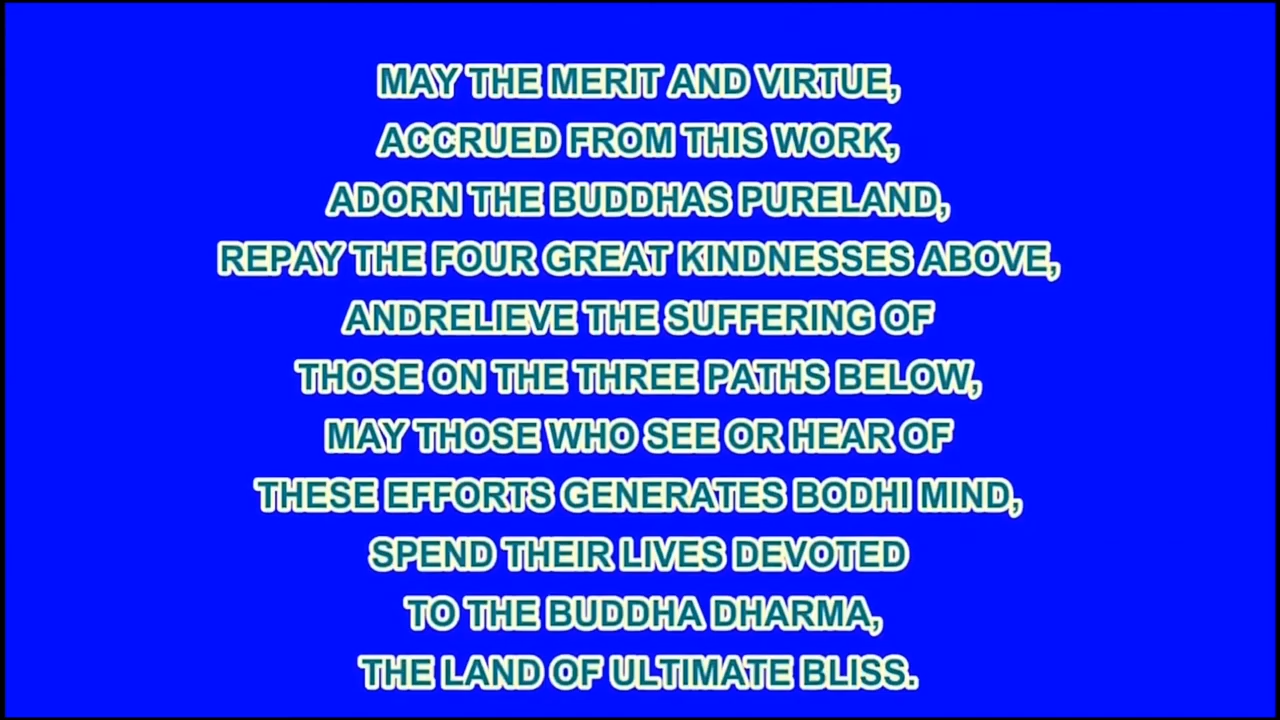 MAY THE MERIT AND VIRTUE,
ACCRUED FROM THIS WORK,
ADORN THE BUDDHAS PURELAND,
REPAY THE FOUR GREAT KINDNESSES ABOVE,
ANDRELIEVE THE SUFFERING OF
THOSE ON THE THREE PATHS BELOW,
MAY THOSE WHO SEE OR HEAR OF
THESE EFFORTS GENERATES BODHI MIND,
SPEND THEIR LIVES DEVOTED
TO THE BUDDHA DHARMA,
THE LAND OF ULTIMATE BLISS.